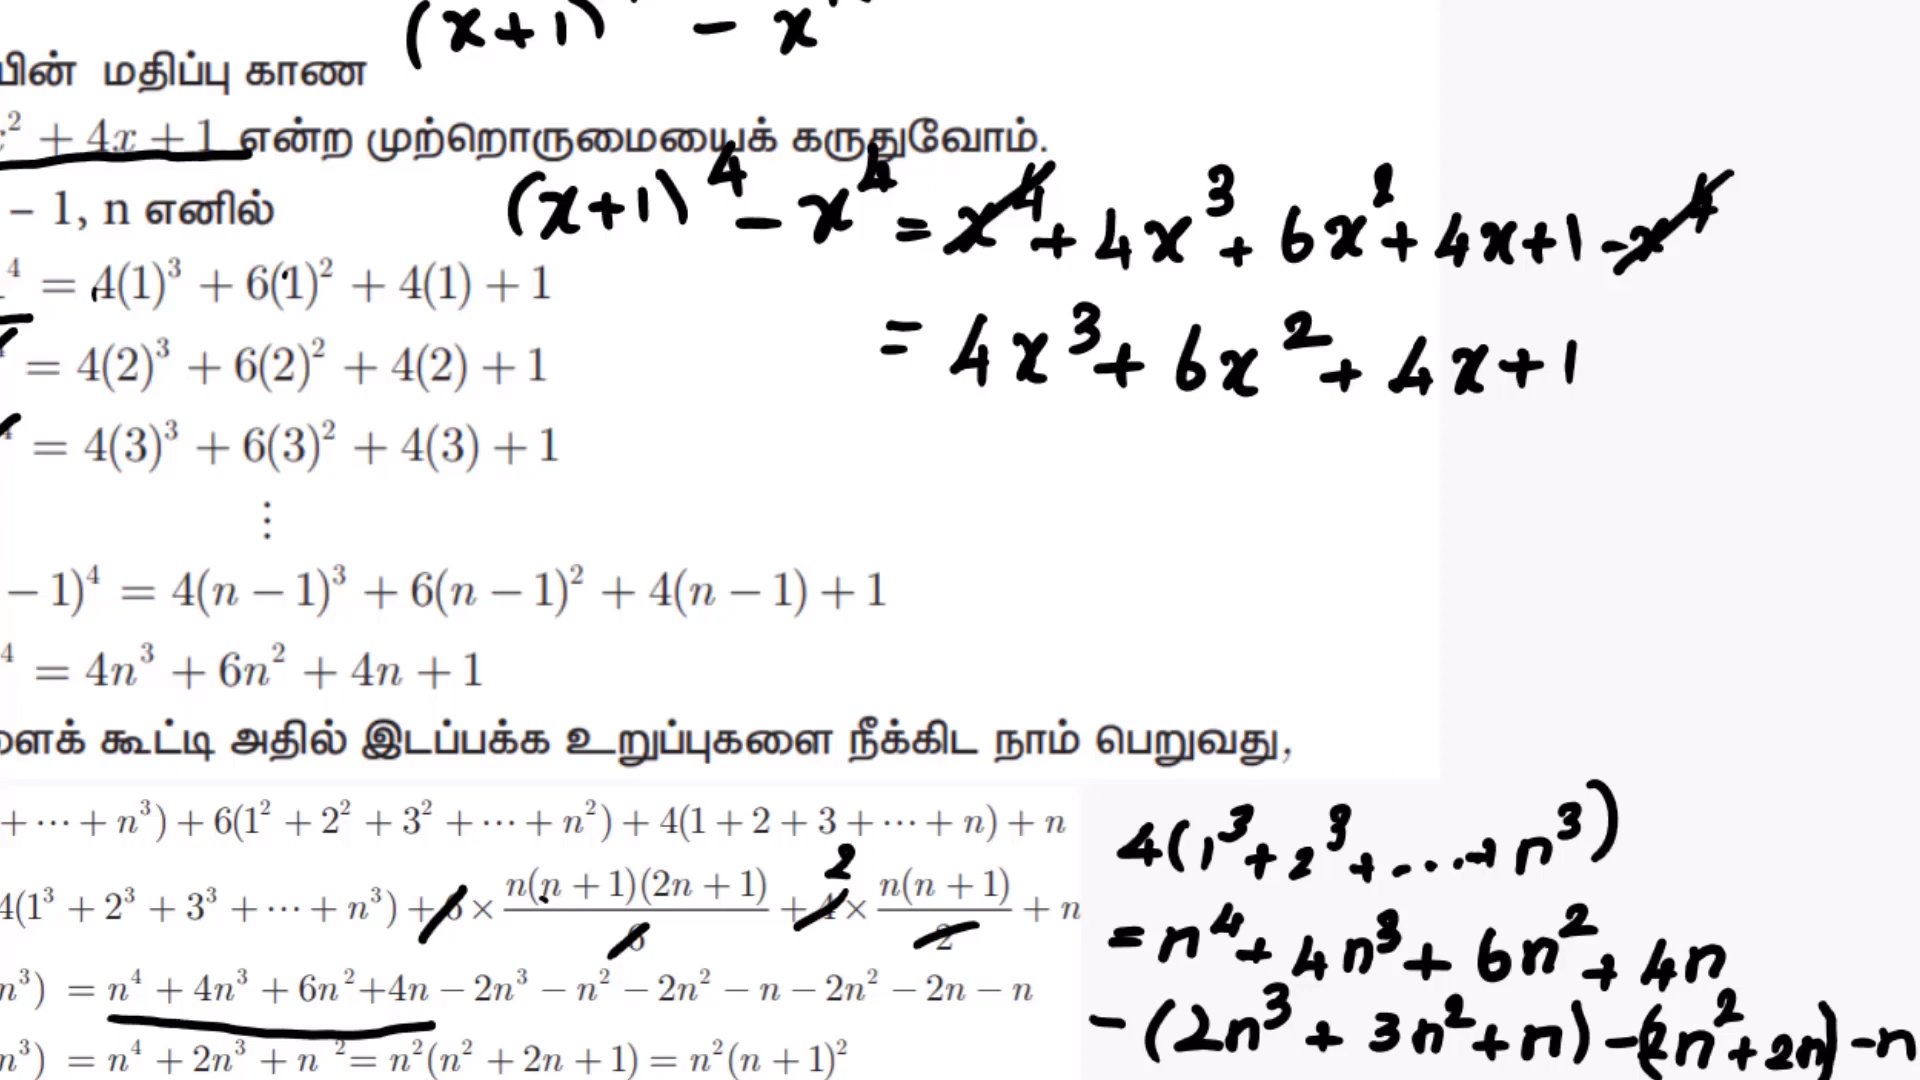 (x+1) - x
யின் மதிப்பு காண
² + 4x + 1 என்ற முற்றொருமையைக் கருதுவோம்.
(x+1)⁴ - x⁴ = x⁴ + 4x³ + 6x² + 4x + 1 - x⁴
– 1, n எனில்
⁴ = 4(1)³ + 6(1)² + 4(1) + 1
= 4x³ + 6x² + 4x + 1
= 4(2)³ + 6(2)² + 4(2) + 1
= 4(3)³ + 6(3)² + 4(3) + 1
⋮
– 1)⁴ = 4(n – 1)³ + 6(n – 1)² + 4(n – 1) + 1
⁴ = 4n³ + 6n² + 4n + 1
ளைக் கூட்டி அதில் இடப்பக்க உறுப்புகளை நீக்கிட நாம் பெறுவது,
+ ⋯ + n³) + 6(1² + 2² + 3² + ⋯ + n²) + 4(1 + 2 + 3 + ⋯ + n) + n
4(1³ + 2³ + ... + n³)
4(1³ + 2³ + 3³ + ⋯ + n³) + 6 × n(n + 1)(2n + 1)/6 + 4 × n(n + 1)/2 + n
2
= n⁴ + 4n³ + 6n² + 4n
n³) = n⁴ + 4n³ + 6n² +4n – 2n³ – n² – 2n² – n – 2n² – 2n – n
- (2n³ + 3n² + n) - (2n² + 2n) - n
n³) = n⁴ + 2n³ + n ² = n²(n² + 2n + 1) = n²(n + 1)²